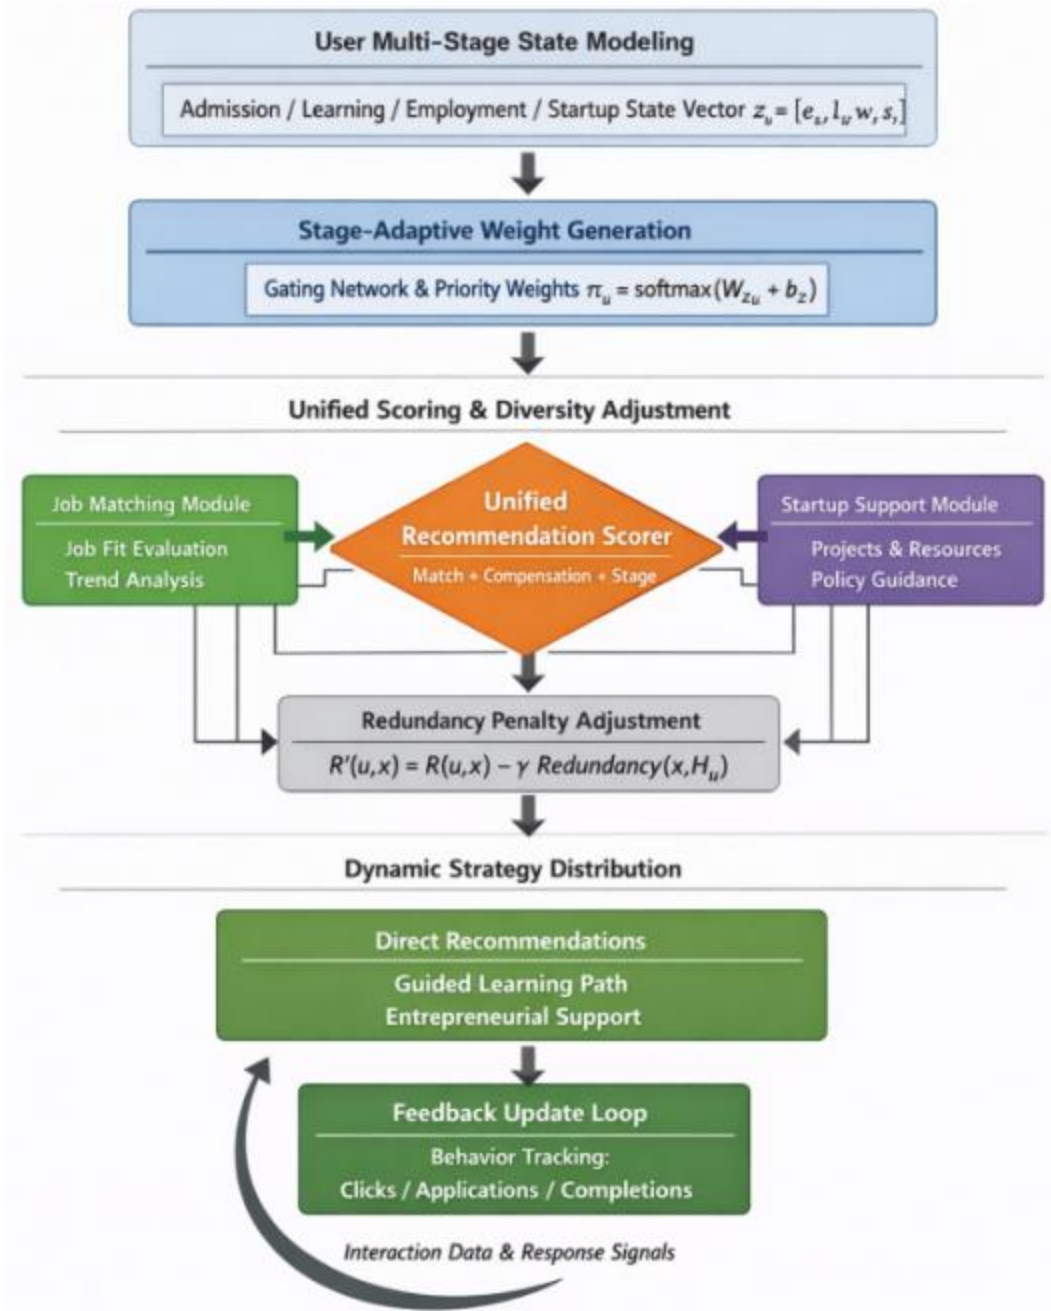 User Multi-Stage State Modeling
Admission / Learning / Employment / Startup State Vector z_u = [e_s, l_u, w, s,]
Stage-Adaptive Weight Generation
Gating Network & Priority Weights π_u = softmax(W_{z_u} + b_z)
Unified Scoring & Diversity Adjustment
Job Matching Module
Job Fit Evaluation
Trend Analysis
Unified
Recommendation Scorer
Match + Compensation + Stage
Startup Support Module
Projects & Resources
Policy Guidance
Redundancy Penalty Adjustment
R'(u,x) = R(u,x) − γ Redundancy(x,H_u)
Dynamic Strategy Distribution
Direct Recommendations
Guided Learning Path
Entrepreneurial Support
Feedback Update Loop
Behavior Tracking:
Clicks / Applications / Completions
Interaction Data & Response Signals